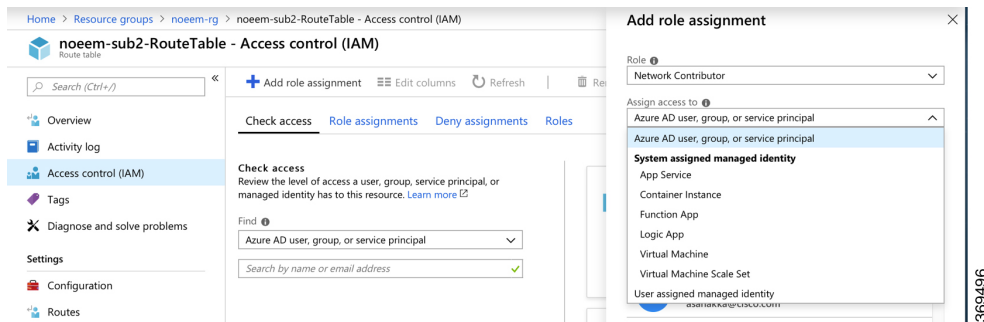 Home > Resource groups > noeem-rg > noeem-sub2-RouteTable - Access control (IAM)
noeem-sub2-RouteTable - Access control (IAM)
Route table
Search (Ctrl+/)
«
Overview
Activity log
Access control (IAM)
Tags
Diagnose and solve problems
Settings
Configuration
Routes
Add role assignment
Edit columns
Refresh
Check access
Role assignments
Deny assignments
Roles
Check access
Review the level of access a user, group, service principal, or
managed identity has to this resource. Learn more
Find
Azure AD user, group, or service principal
Search by name or email address
Add role assignment
Role
Network Contributor
Assign access to
Azure AD user, group, or service principal
Azure AD user, group, or service principal
System assigned managed identity
App Service
Container Instance
Function App
Logic App
Virtual Machine
Virtual Machine Scale Set
User assigned managed identity
asanakka@cisco.com
369496